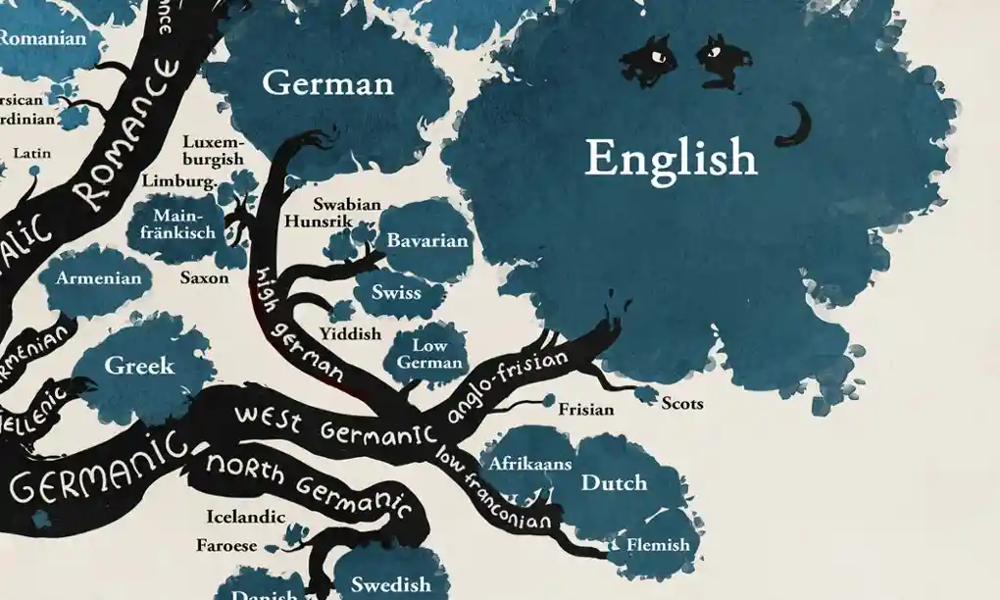 Romanian
ROMANCE
German
English
Latin
Luxem-
burgish
Limburg.
Main-
fränkisch
Saxon
Swabian
Hunsrik
Bavarian
Swiss
Yiddish
Low
German
Armenian
Greek
high german
anglo-frisian
Frisian
Scots
WEST GERMANIC
GERMANIC
NORTH GERMANIC
low franconian
Afrikaans
Dutch
Flemish
Icelandic
Faroese
Danish
Swedish